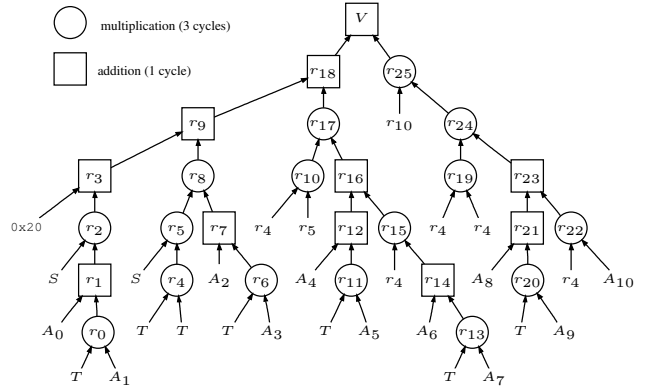 V
multiplication (3 cycles)
addition (1 cycle)
r18 r25
r9 r17 r10 r24
r3 r8 r10 r16 r19 r23
0x20 r2 r5 r7 r4 r5 r12 r15 r4 r4 r21 r22
S r1 S r4 A2 r6 A4 r11 r4 r14 A8 r20 r4 A10
A0 r0 T T T A3 T A5 A6 r13 T A9
T A1 T A7